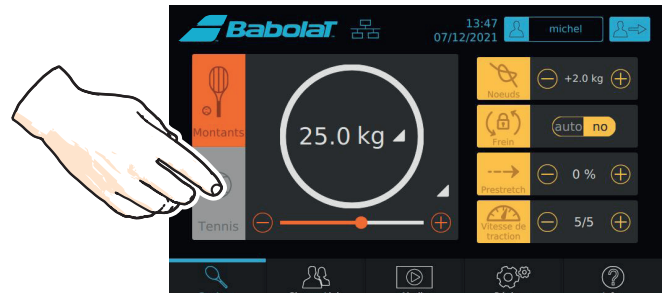 Babolat
13:47
07/12/2021
michel
Montants
25.0 kg
Tennis
Noeuds
+2.0 kg
Frein
auto no
Prestretch
0 %
Vitesse de
traction
5/5